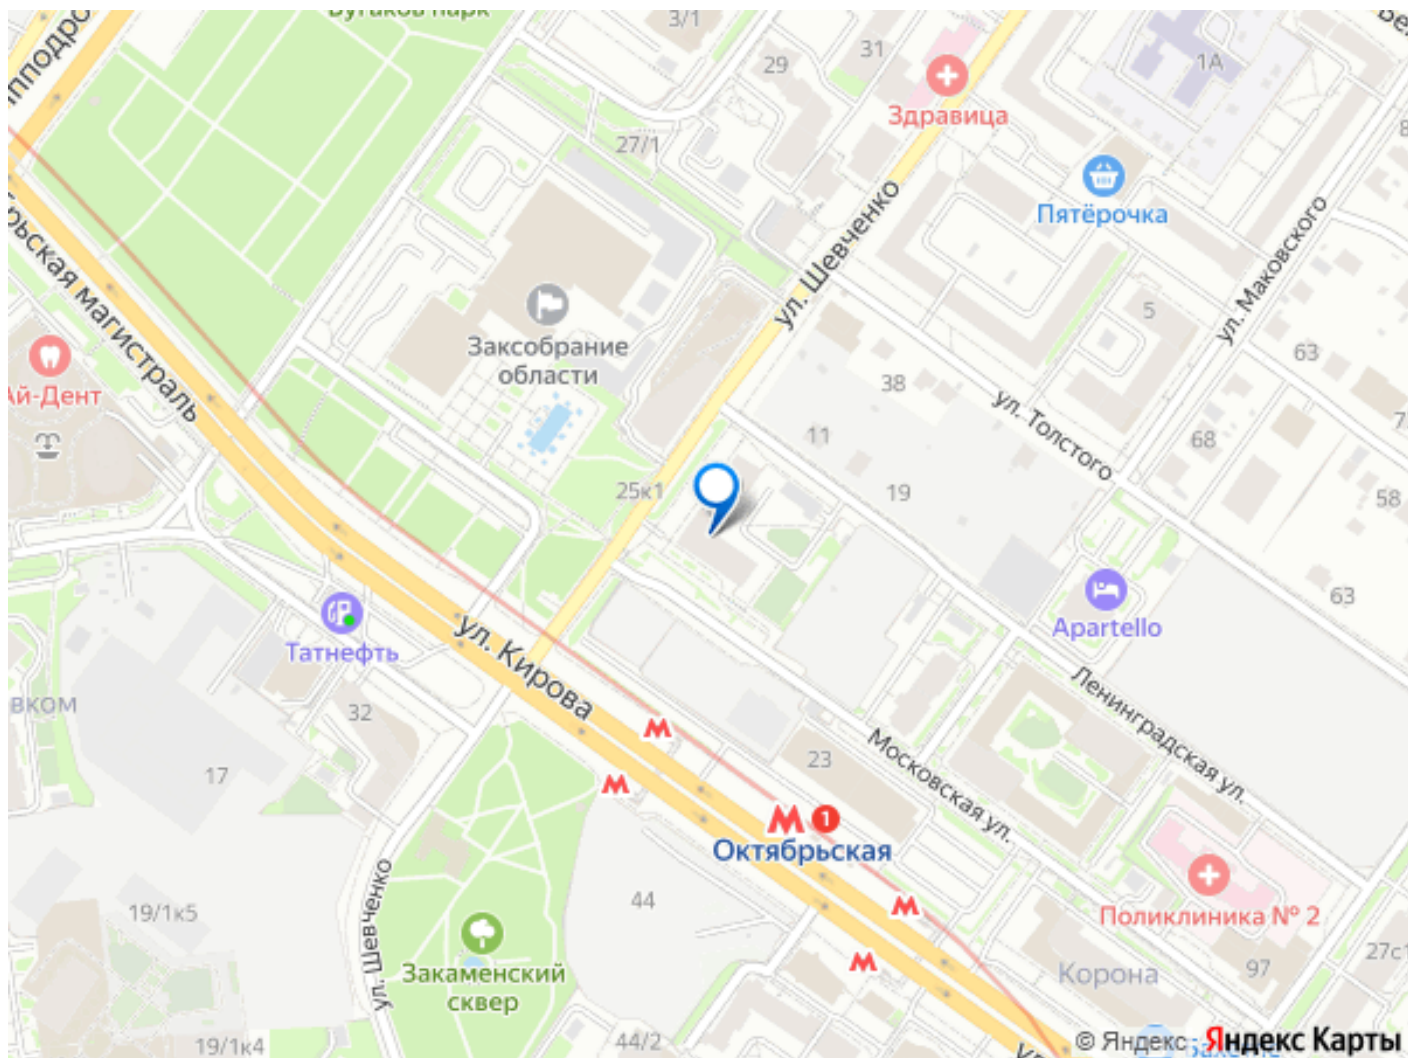 Бугаков парк
3/1
31
29
1А
Здравица
27/1
Пятёрочка
ул. Шевченко
ул. Маковского
Заксобрание
области
5
63
Ай-Дент
38
ул. Толстого
11
68
25к1
19
58
63
Apartello
Татнефть
ул. Кирова
Ленинградская ул.
32
17
23
Московская ул.
1
Октябрьская
ул. Шевченко
44
19/1к5
Поликлиника № 2
Закаменский
сквер
Корона
97
19/1к4
44/2
© Яндекс
Яндекс Карты